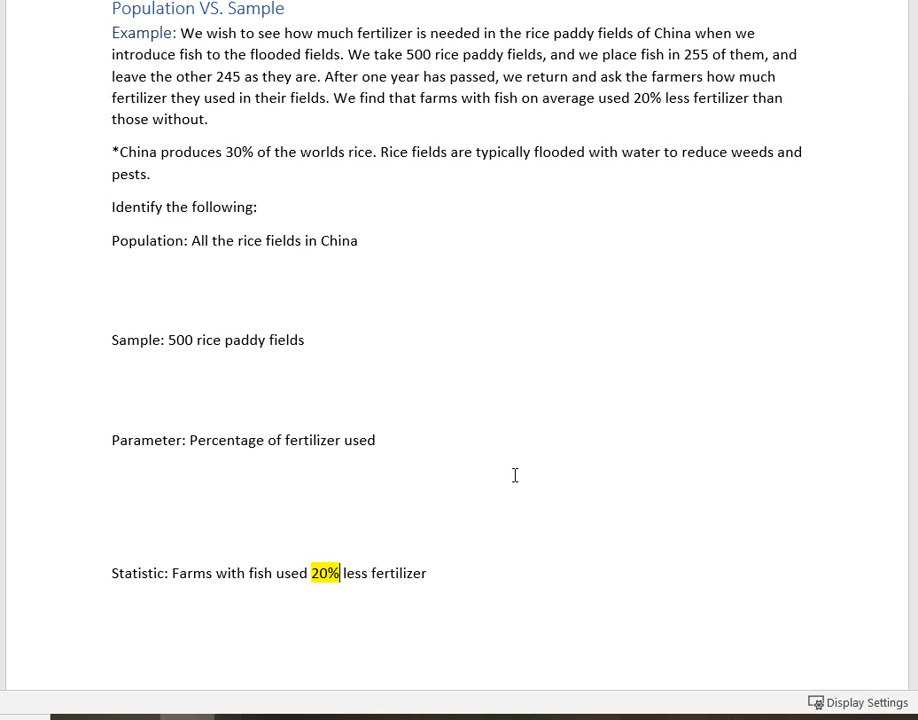 Population VS. Sample
Example: We wish to see how much fertilizer is needed in the rice paddy fields of China when we
introduce fish to the flooded fields. We take 500 rice paddy fields, and we place fish in 255 of them, and
leave the other 245 as they are. After one year has passed, we return and ask the farmers how much
fertilizer they used in their fields. We find that farms with fish on average used 20% less fertilizer than
those without.
*China produces 30% of the worlds rice. Rice fields are typically flooded with water to reduce weeds and
pests.
Identify the following:
Population: All the rice fields in China
Sample: 500 rice paddy fields
Parameter: Percentage of fertilizer used
Statistic: Farms with fish used 20% less fertilizer
Display Settings